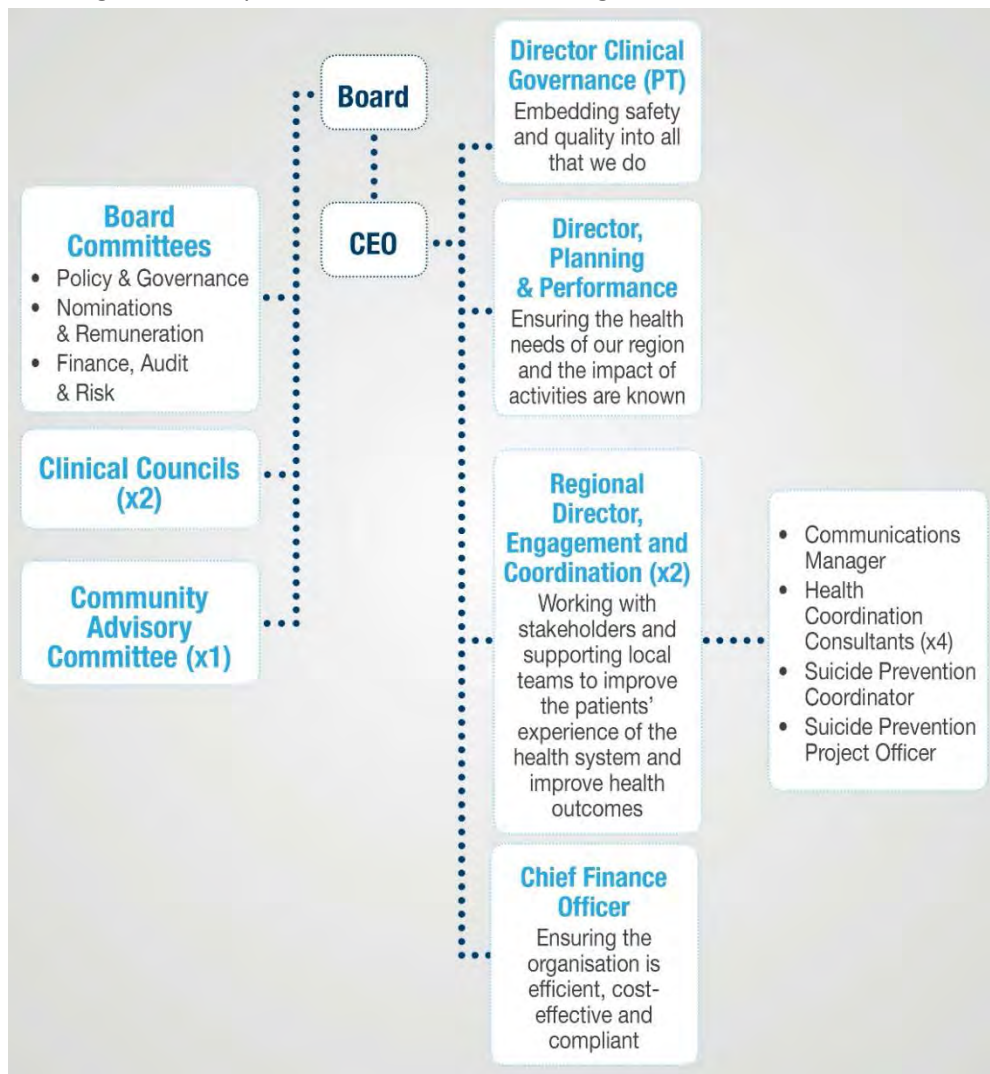 Board
CEO
Board
Committees
• Policy & Governance
• Nominations
& Remuneration
• Finance, Audit
& Risk
Clinical Councils
(x2)
Community
Advisory
Committee (x1)
Director Clinical
Governance (PT)
Embedding safety
and quality into all
that we do
Director,
Planning
& Performance
Ensuring the health
needs of our region
and the impact of
activities are known
Regional
Director,
Engagement and
Coordination (x2)
Working with
stakeholders and
supporting local
teams to improve
the patients’
experience of the
health system and
improve health
outcomes
• Communications
Manager
• Health
Coordination
Consultants (x4)
• Suicide Prevention
Coordinator
• Suicide Prevention
Project Officer
Chief Finance
Officer
Ensuring the
organisation is
efficient, cost-
effective and
compliant